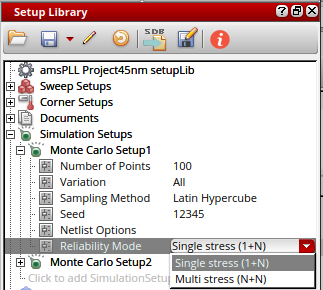 Setup Library
SDB
amsPLL Project45nm setupLib
Sweep Setups
Corner Setups
Documents
Simulation Setups
Monte Carlo Setup1
Number of Points 100
Variation All
Sampling Method Latin Hypercube
Seed 12345
Netlist Options
Reliability Mode Single stress (1+N)
Single stress (1+N)
Monte Carlo Setup2 Multi stress (N+N)
Click to add SimulationSetup